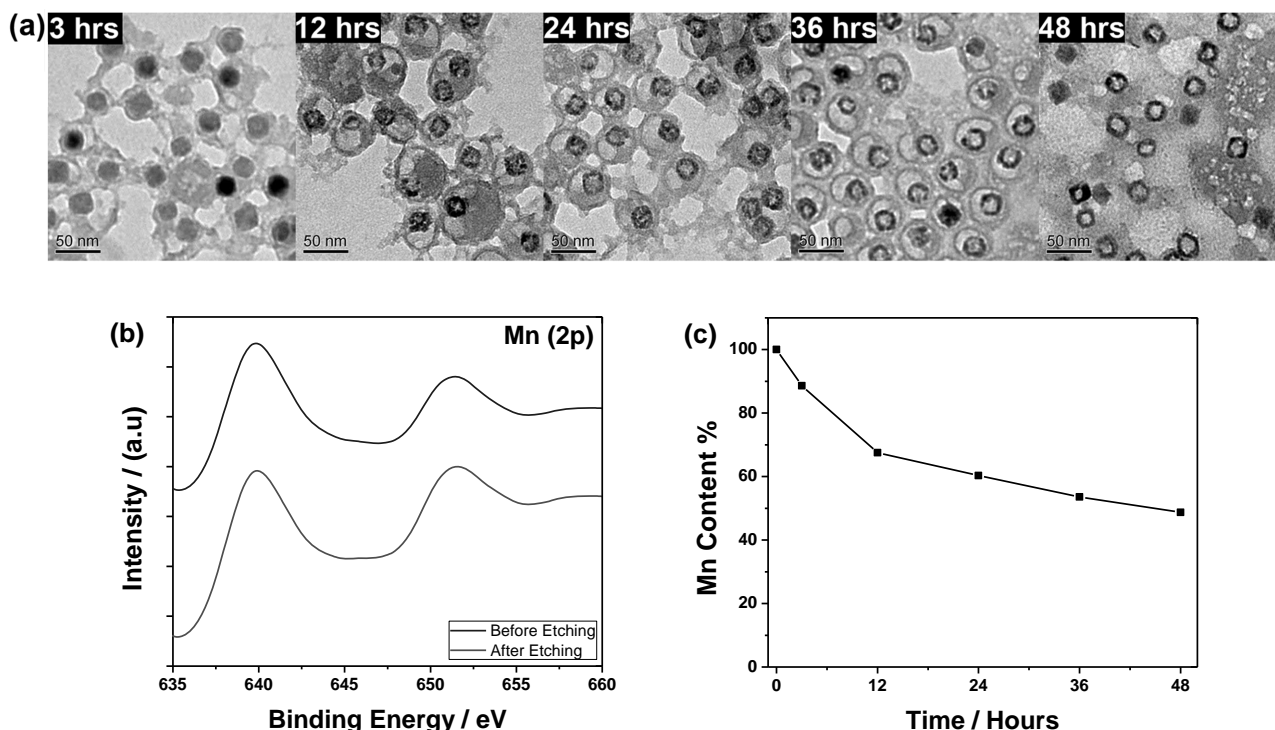 (a) 3 hrs 12 hrs 24 hrs 36 hrs 48 hrs
50 nm 50 nm 50 nm 50 nm 50 nm
(b) Mn (2p)
Intensity / (a.u)
Before Etching
After Etching
635 640 645 650 655 660
Binding Energy / eV
(c)
Mn Content %
100
80
60
40
20
0
0 12 24 36 48
Time / Hours